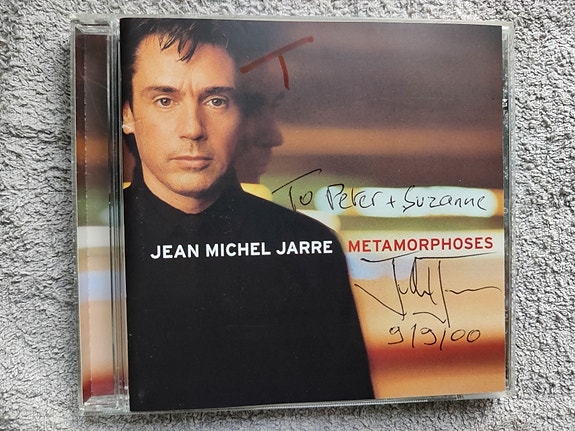 T
To Peter + Suzanne
JEAN MICHEL JARRE METAMORPHOSES
9/9/00